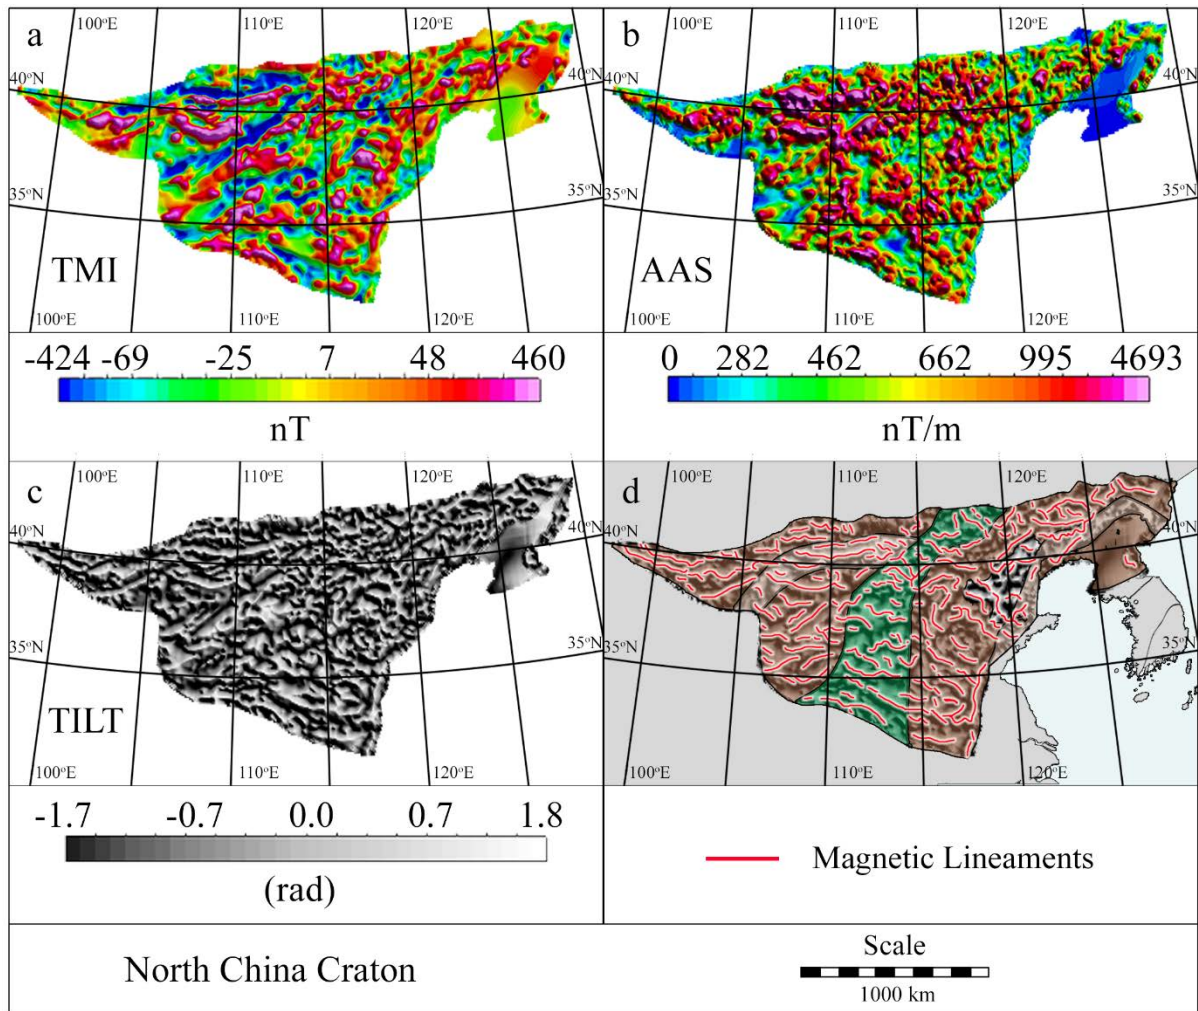 a
100°E
110°E
120°E
40°N
40°N
35°N
35°N
TMI
100°E
110°E
120°E
b
100°E
110°E
120°E
40°N
40°N
35°N
35°N
AAS
100°E
110°E
120°E
-424 -69 -25 7 48 460
nT
0 282 462 662 995 4693
nT/m
c
100°E
110°E
120°E
40°N
40°N
35°N
35°N
TILT
100°E
110°E
120°E
d
100°E
110°E
120°E
40°N
40°N
35°N
35°N
100°E
110°E
120°E
-1.7 -0.7 0.0 0.7 1.8
(rad)
Magnetic Lineaments
North China Craton
Scale
1000 km